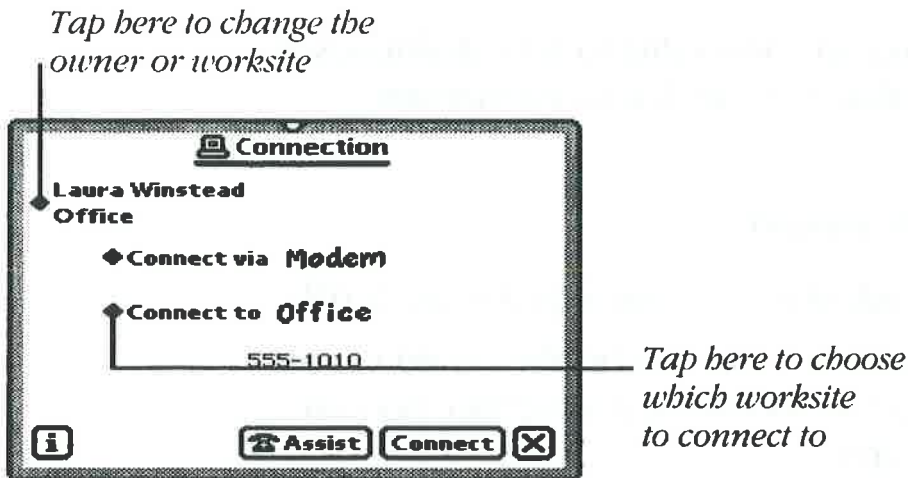 Tap here to change the
owner or worksite
Connection
Laura Winstead
Office
Connect via Modem
Connect to Office
555-1010
Tap here to choose
which worksite
to connect to
i
Assist
Connect
X